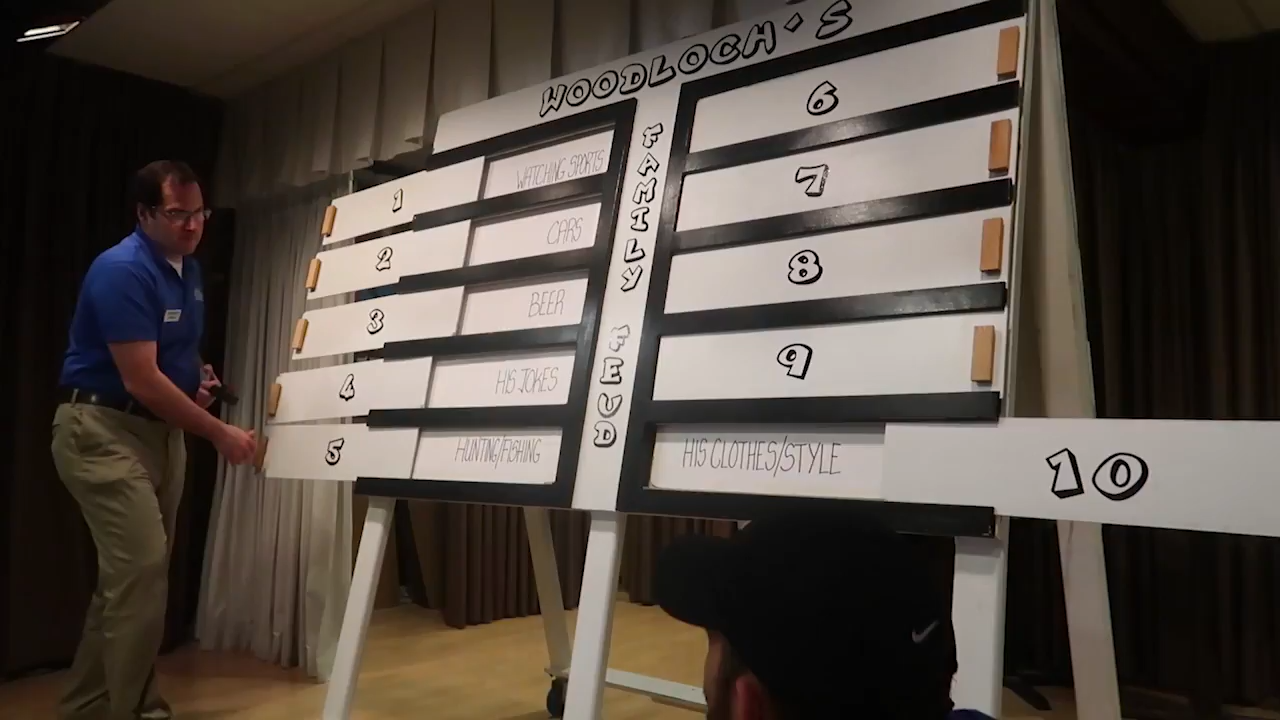 WOODLOCH'S
FAMILY FEUD
1
WATCHING SPORTS
2
CARS
3
BEER
4
HIS JOKES
5
HUNTING/FISHING
6
7
8
9
HIS CLOTHES/STYLE
10